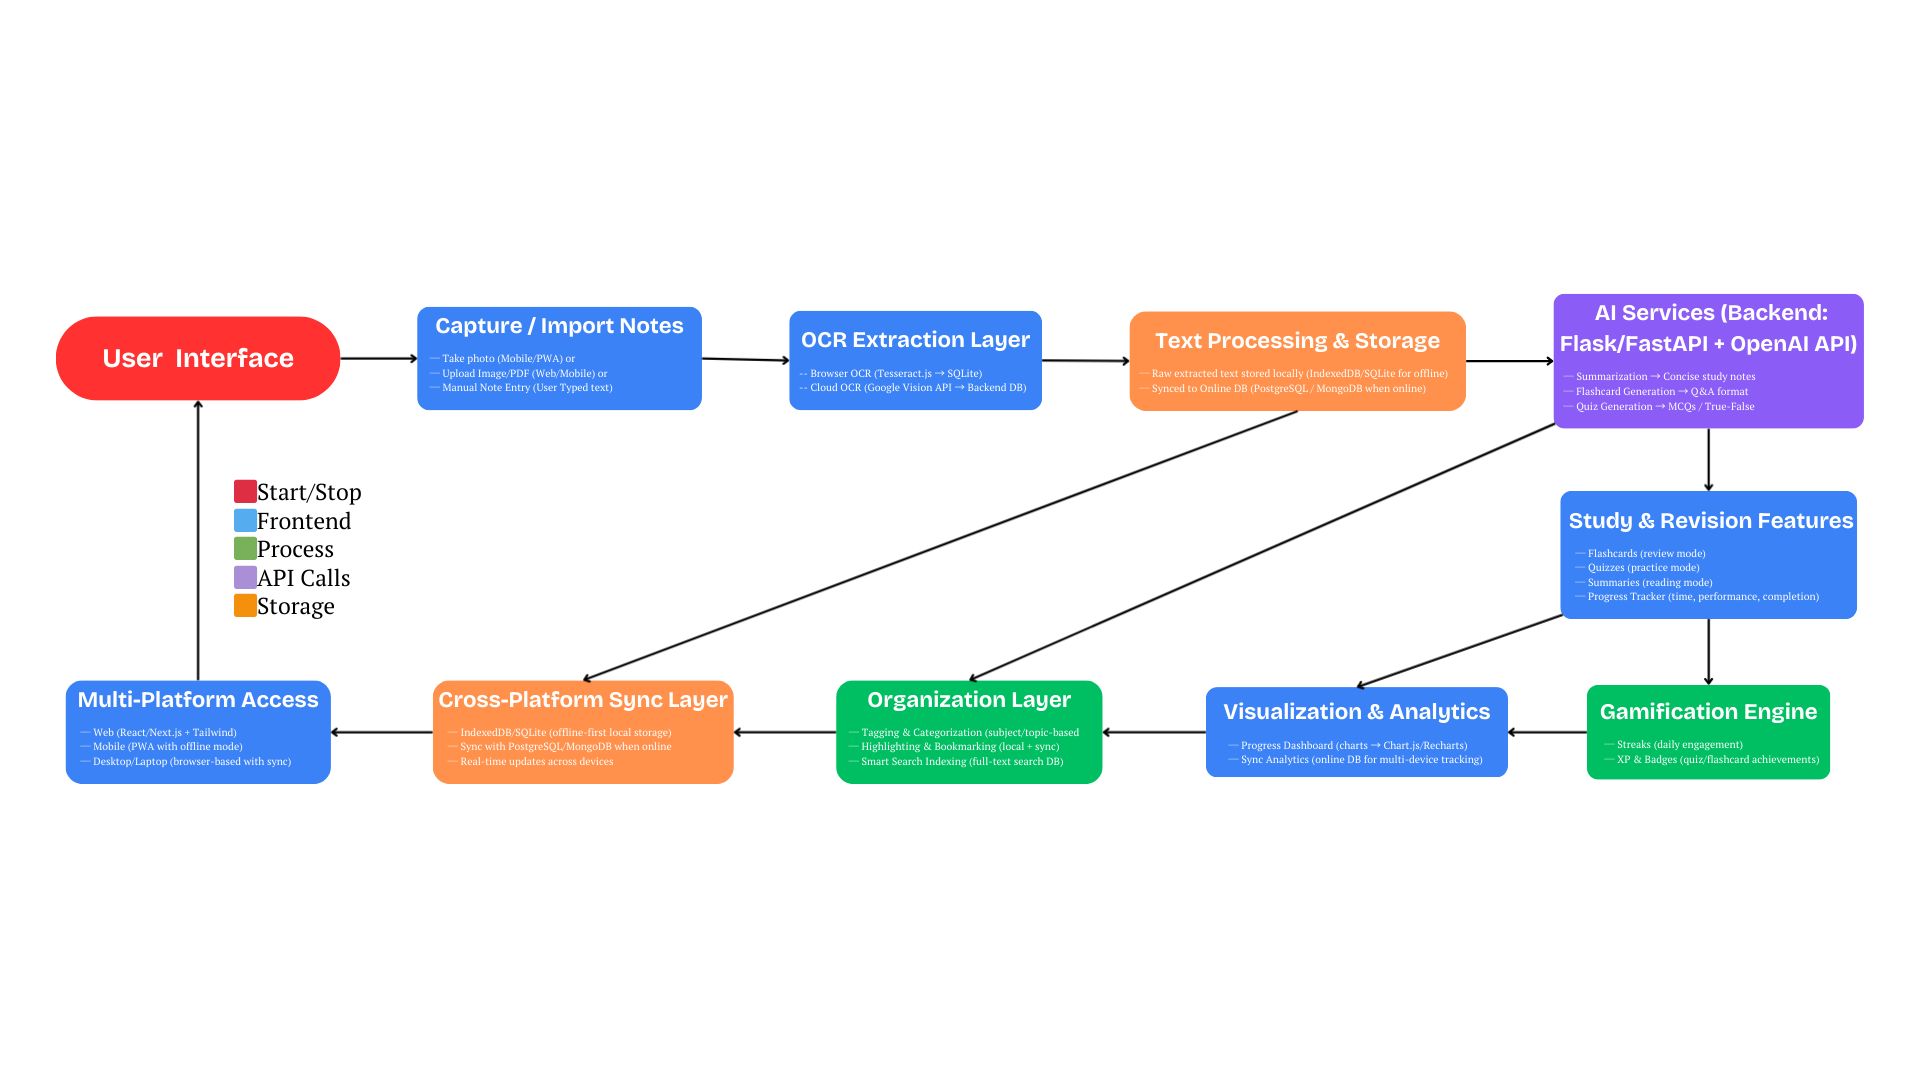 User Interface
Capture / Import Notes
— Take photo (Mobile/PWA) or
— Upload Image/PDF (Web/Mobile) or
— Manual Note Entry (User Typed text)
OCR Extraction Layer
-- Browser OCR (Tesseract.js → SQLite)
-- Cloud OCR (Google Vision API → Backend DB)
Text Processing & Storage
— Raw extracted text stored locally (IndexedDB/SQLite for offline)
— Synced to Online DB (PostgreSQL / MongoDB when online)
AI Services (Backend:
Flask/FastAPI + OpenAI API)
— Summarization → Concise study notes
— Flashcard Generation → Q&A format
— Quiz Generation → MCQs / True-False
Start/Stop
Frontend
Process
API Calls
Storage
Study & Revision Features
— Flashcards (review mode)
— Quizzes (practice mode)
— Summaries (reading mode)
— Progress Tracker (time, performance, completion)
Multi-Platform Access
— Web (React/Next.js + Tailwind)
— Mobile (PWA with offline mode)
— Desktop/Laptop (browser-based with sync)
Cross-Platform Sync Layer
— IndexedDB/SQLite (offline-first local storage)
— Sync with PostgreSQL/MongoDB when online
— Real-time updates across devices
Organization Layer
— Tagging & Categorization (subject/topic-based
— Highlighting & Bookmarking (local + sync)
— Smart Search Indexing (full-text search DB)
Visualization & Analytics
— Progress Dashboard (charts → Chart.js/Recharts)
— Sync Analytics (online DB for multi-device tracking)
Gamification Engine
— Streaks (daily engagement)
— XP & Badges (quiz/flashcard achievements)